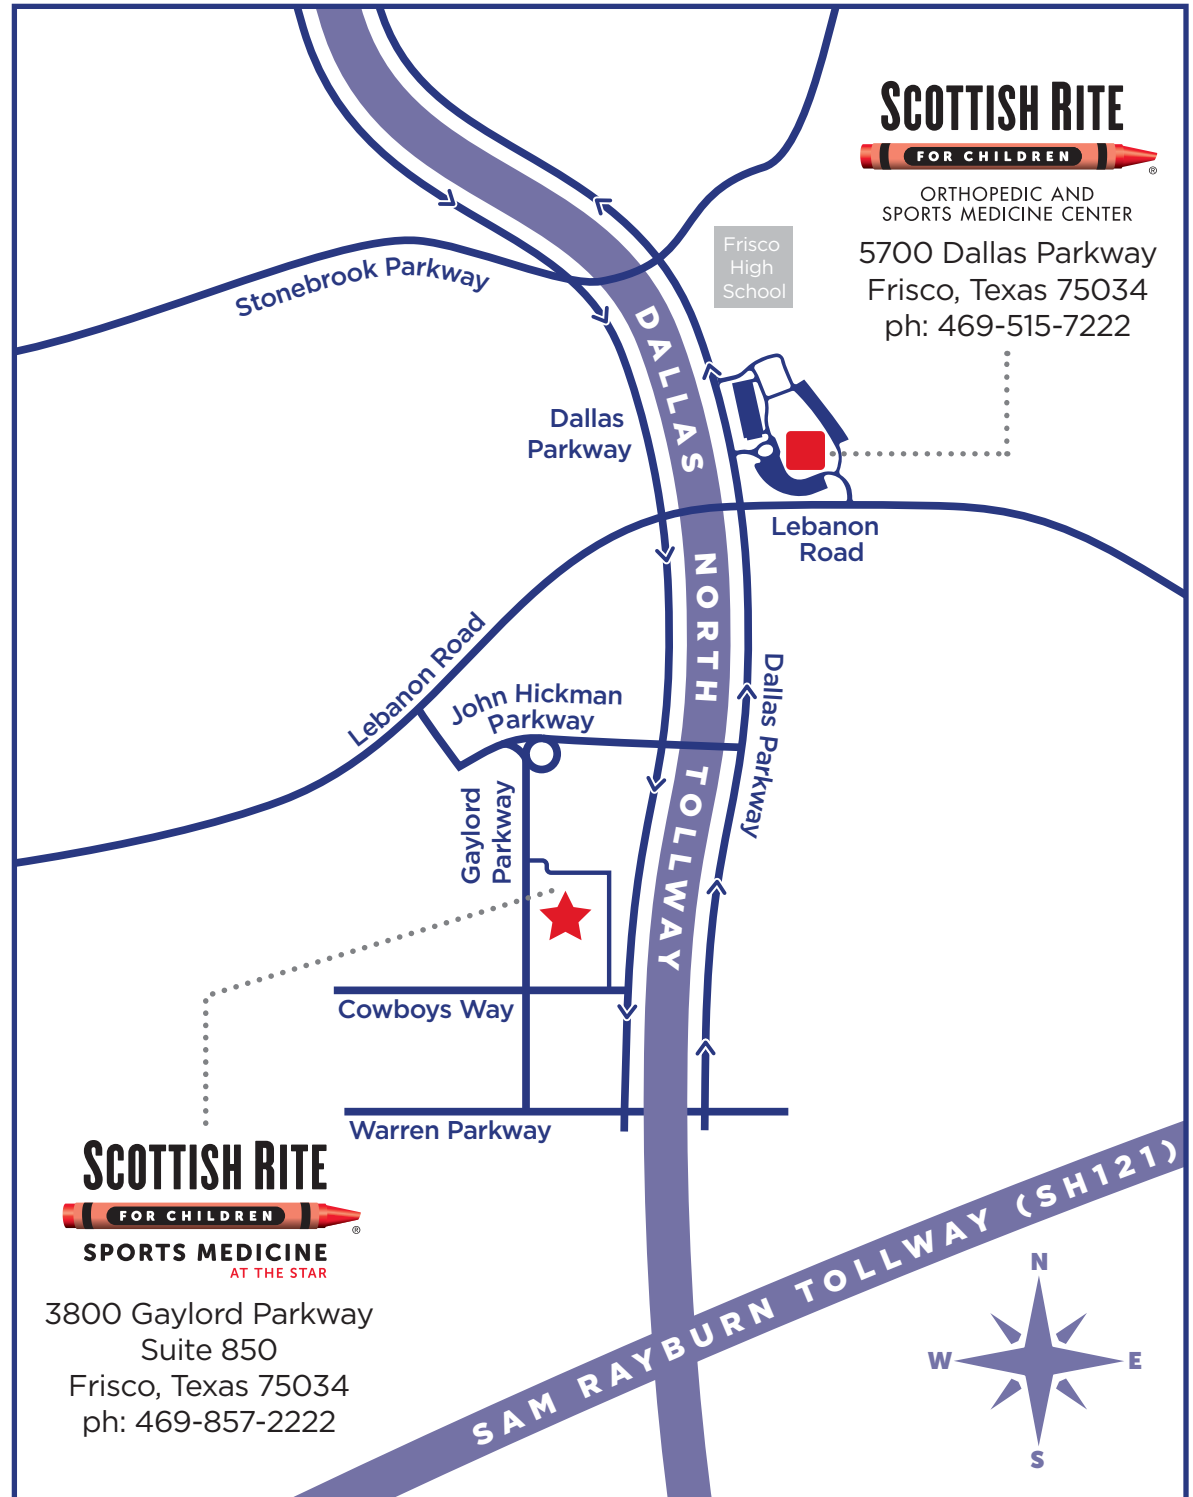 SCOTTISH RITE
FOR CHILDREN
®
ORTHOPEDIC AND
SPORTS MEDICINE CENTER
5700 Dallas Parkway
Frisco, Texas 75034
ph: 469-515-7222
Frisco
High
School
Stonebrook Parkway
Dallas
Parkway
DALLAS NORTH TOLLWAY
Lebanon
Road
Lebanon Road
John Hickman
Parkway
Dallas Parkway
Gaylord
Parkway
Cowboys Way
Warren Parkway
SCOTTISH RITE
FOR CHILDREN
®
SPORTS MEDICINE
AT THE STAR
3800 Gaylord Parkway
Suite 850
Frisco, Texas 75034
ph: 469-857-2222
SAM RAYBURN TOLLWAY (SH121)
N
W
E
S